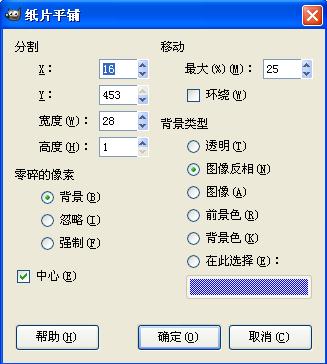 纸片平铺
分割
X: 16
Y: 453
宽度(W): 28
高度(H): 1
零碎的像素
背景(B)
忽略(I)
强制(F)
中心(E)
移动
最大(%)(M): 25
环绕(W)
背景类型
透明(T)
图像反相(N)
图像(A)
前景色(R)
背景色(K)
在此选择(E):
帮助(H)
确定(O)
取消(C)